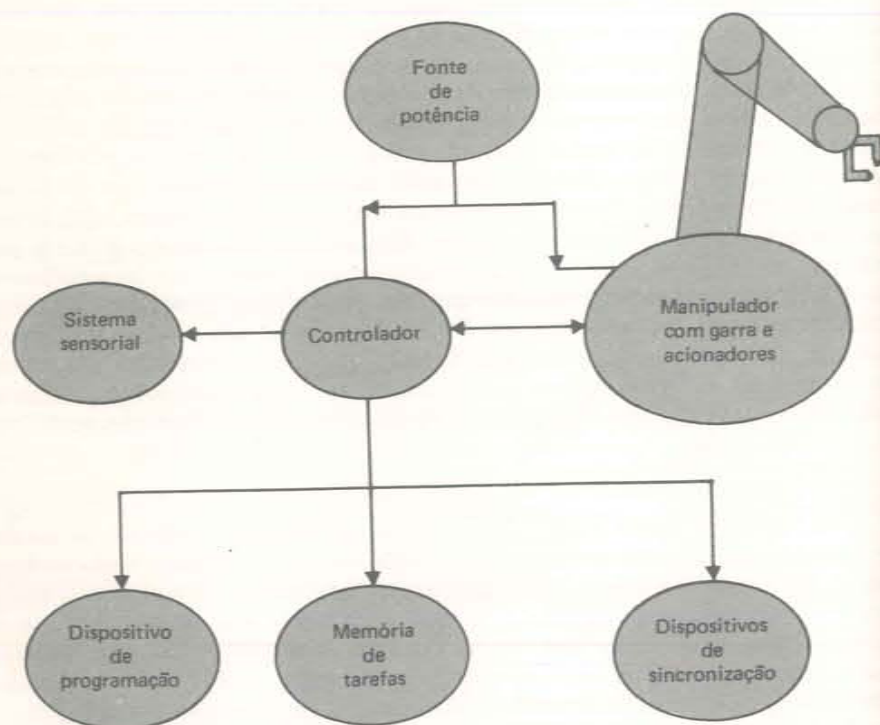 Fonte
de
potência
Sistema
sensorial
Controlador
Manipulador
com garra e
acionadores
Dispositivo
de
programação
Memória
de
tarefas
Dispositivos
de
sincronização